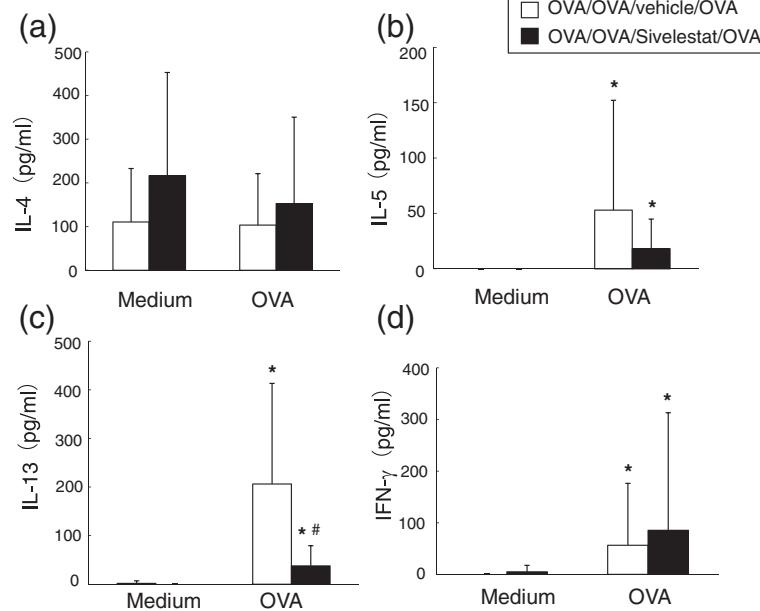 OVA/OVA/vehicle/OVA
OVA/OVA/Sivelestat/OVA
(a)
IL-4 (pg/ml)
500
400
300
200
100
0
Medium OVA
(b)
IL-5 (pg/ml)
200
150
100
50
0
*
*
Medium OVA
(c)
IL-13 (pg/ml)
500
400
300
200
100
0
*
* #
Medium OVA
(d)
IFN-γ (pg/ml)
400
300
200
100
0
*
*
Medium OVA